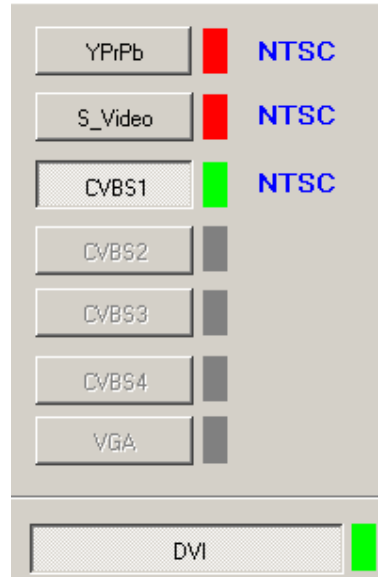 YPrPb NTSC
S_Video NTSC
CVBS1 NTSC
CVBS2
CVBS3
CVBS4
VGA
DVI